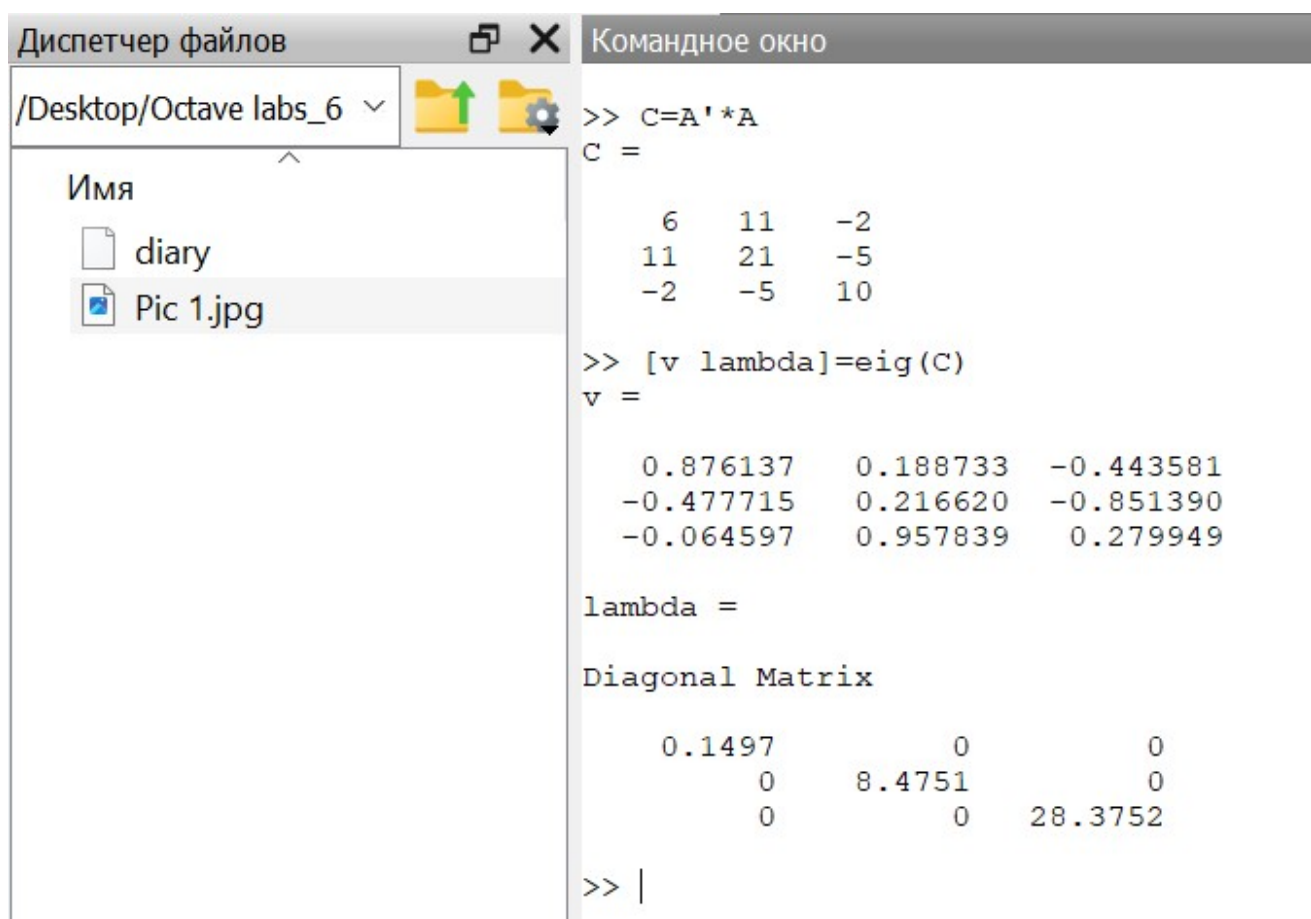 Диспетчер файлов
/Desktop/Octave labs_6
Имя
diary
Pic 1.jpg
Командное окно
>> C=A'*A
C =
6 11 -2
11 21 -5
-2 -5 10
>> [v lambda]=eig(C)
v =
0.876137 0.188733 -0.443581
-0.477715 0.216620 -0.851390
-0.064597 0.957839 0.279949
lambda =
Diagonal Matrix
0.1497 0 0
0 8.4751 0
0 0 28.3752
>>